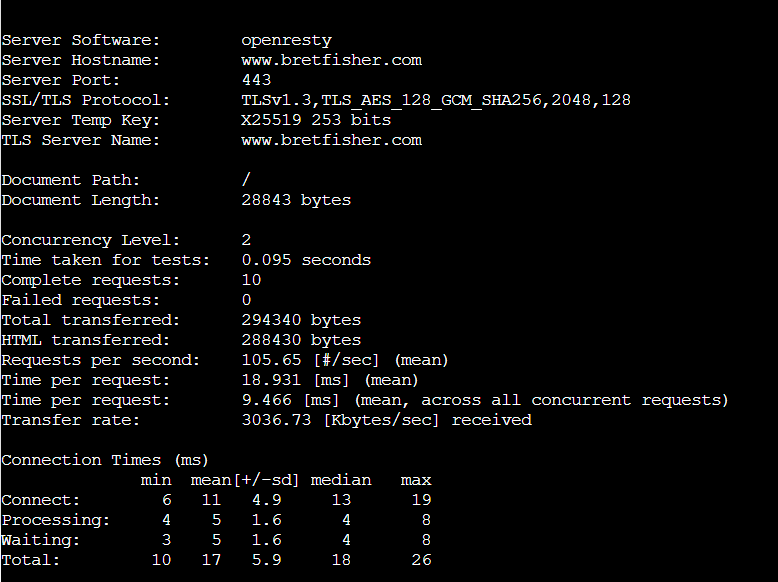 Server Software:        openresty
Server Hostname:        www.bretfisher.com
Server Port:            443
SSL/TLS Protocol:       TLSv1.3,TLS_AES_128_GCM_SHA256,2048,128
Server Temp Key:        X25519 253 bits
TLS Server Name:        www.bretfisher.com
Document Path:          /
Document Length:        28843 bytes
Concurrency Level:      2
Time taken for tests:   0.095 seconds
Complete requests:      10
Failed requests:        0
Total transferred:      294340 bytes
HTML transferred:       288430 bytes
Requests per second:    105.65 [#/sec] (mean)
Time per request:       18.931 [ms] (mean)
Time per request:       9.466 [ms] (mean, across all concurrent requests)
Transfer rate:          3036.73 [Kbytes/sec] received
Connection Times (ms)
              min  mean[+/-sd] median   max
Connect:        6   11   4.9     13      19
Processing:     4    5   1.6      4       8
Waiting:        3    5   1.6      4       8
Total:         10   17   5.9     18      26